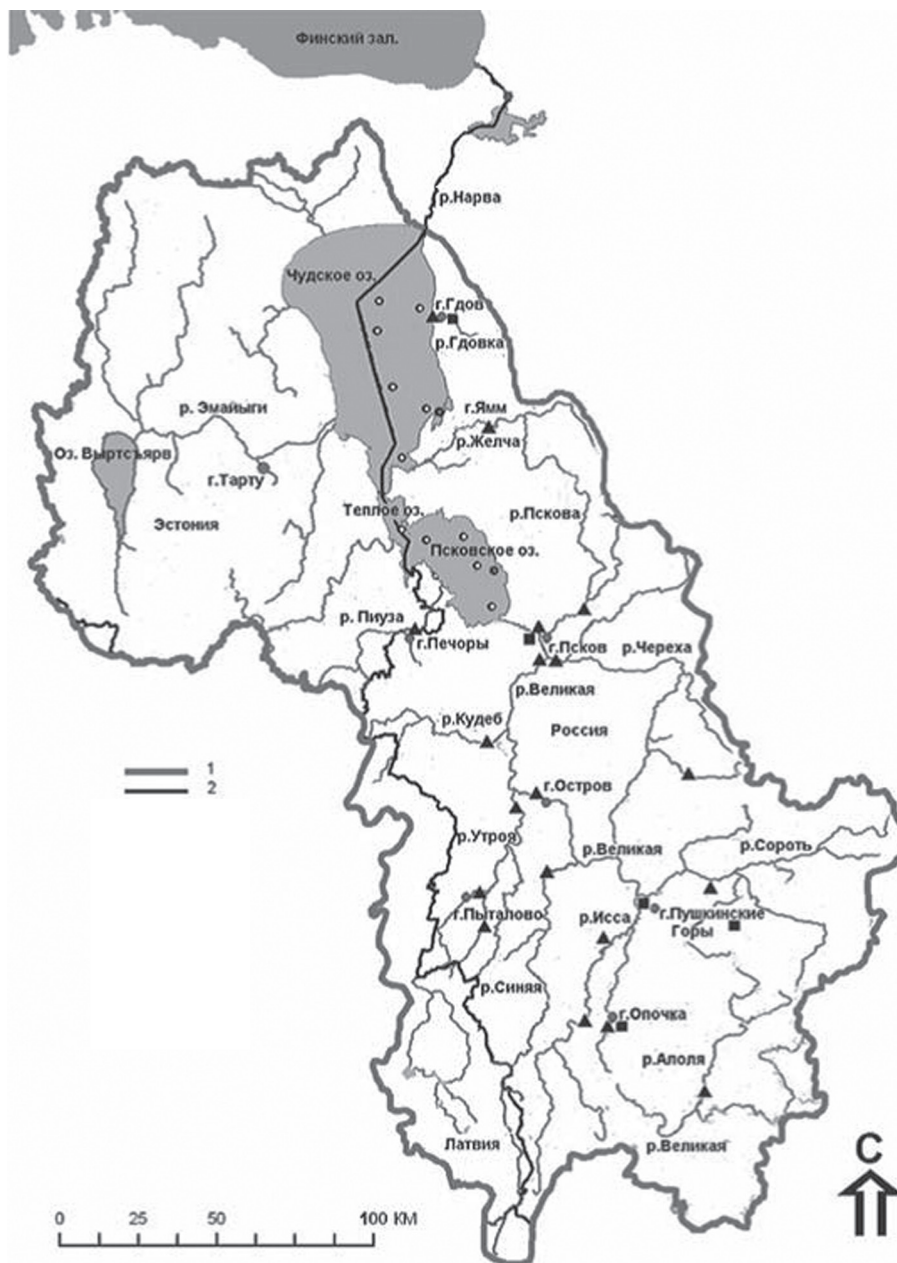 Финский зал.
р.Нарва
Чудское оз.
г.Гдов
р.Гдовка
р. Эмайыги
г.Ямм
р.Желча
Оз. Выртсъярв
г.Тарту
Теплое оз.
р.Пскова
Эстония
Псковское оз.
р. Пиуза
г.Печоры
г.Псков
р.Череха
р.Великая
р.Кудеб
Россия
1
2
г.Остров
р.Утроя
р.Великая
р.Сороть
г.Пыталово
р.Исса
г.Пушкинские
Горы
р.Синяя
г.Опочка
р.Аполя
Латвия
р.Великая
С
0 25 50 100 КМ